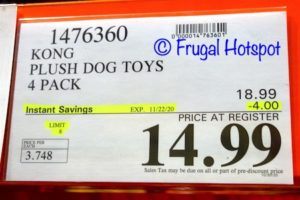 1476360
© Frugal Hotspot
0000014763601
KONG
PLUSH DOG TOYS
4 PACK
18.99
Instant Savings
EXP. 11/22/20
-4.00
LIMIT
PRICE AT REGISTER
14.99
PRICE PER
EACH
3.748
Sales Tax may be due on all or part of pre-discount price